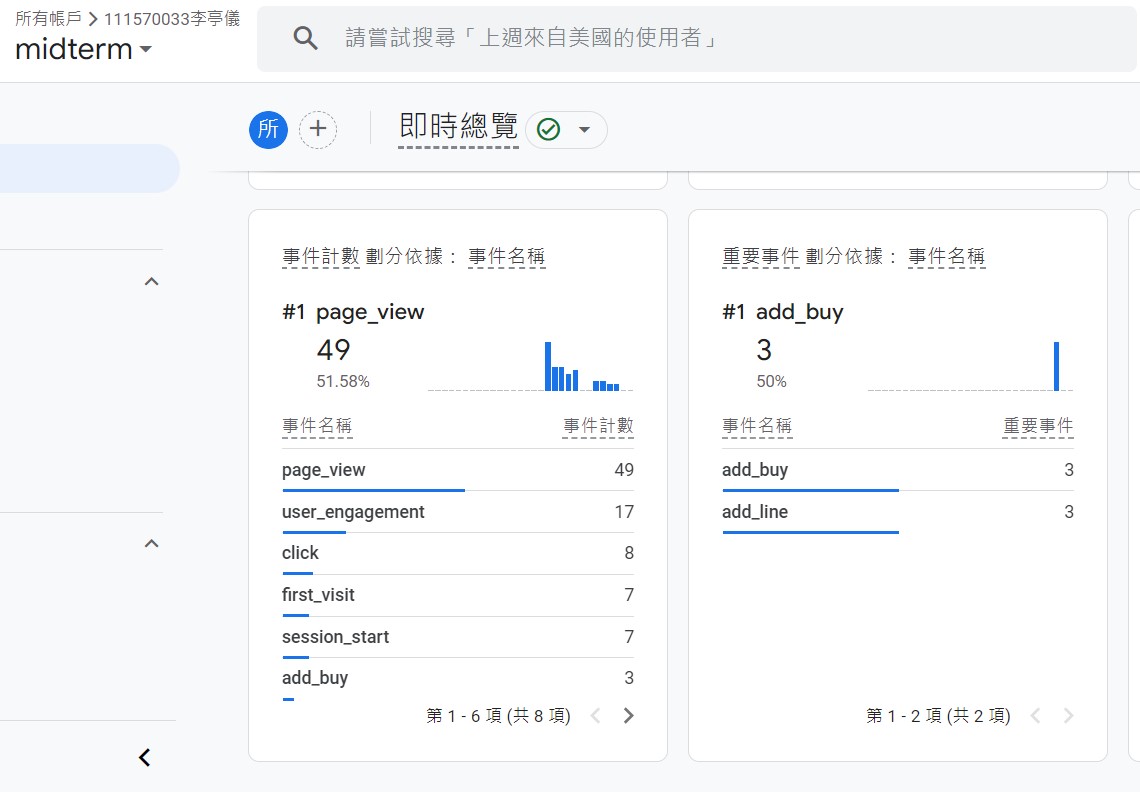 所有帳戶 > 111570033李亭儀
midterm
請嘗試搜尋「上週來自美國的使用者」
所
即時總覽
事件計數 劃分依據： 事件名稱
#1 page_view
49
51.58%
事件名稱 事件計數
page_view 49
user_engagement 17
click 8
first_visit 7
session_start 7
add_buy 3
第 1 - 6 項 (共 8 項)
重要事件 劃分依據： 事件名稱
#1 add_buy
3
50%
事件名稱 重要事件
add_buy 3
add_line 3
第 1 - 2 項 (共 2 項)